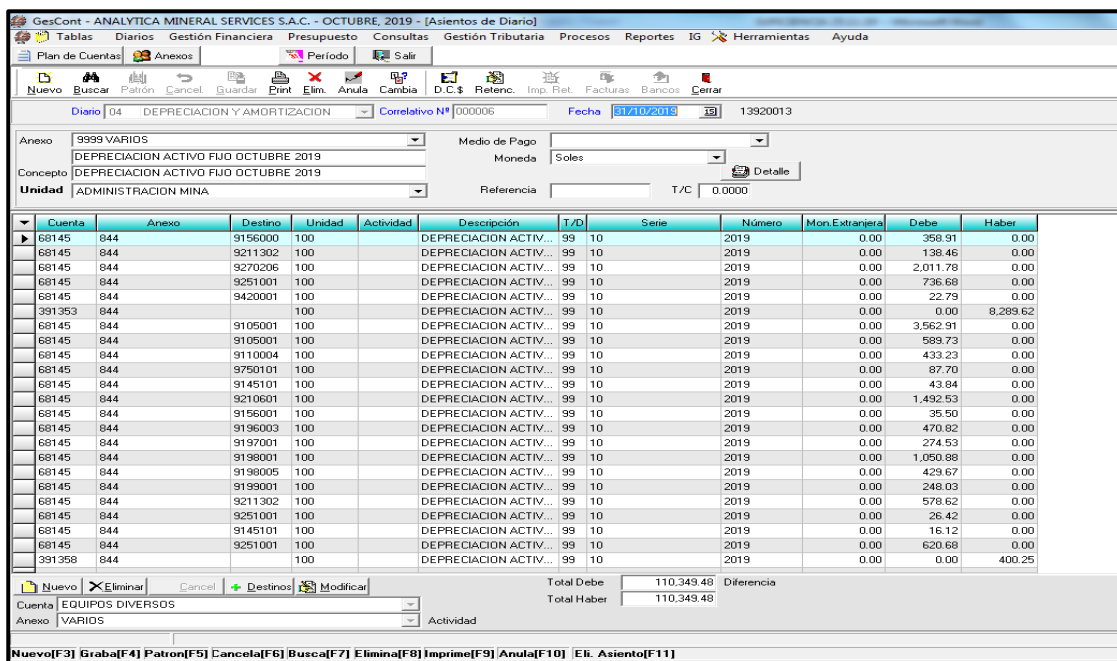 GesCont - ANALYTICA MINERAL SERVICES S.A.C. - OCTUBRE, 2019 - [Asientos de Diario]
Tablas Diarios Gestión Financiera Presupuesto Consultas Gestión Tributaria Procesos Reportes IG Herramientas Ayuda
Plan de Cuentas Anexos Período Salir
Nuevo Buscar Patrón Cancel. Guardar Print Elim. Anula Cambia D.C.$ Retenc. Imp. Ret. Facturas Bancos Cerrar
Diario 04 DEPRECIACION Y AMORTIZACION Correlativo Nº 000006 Fecha 31/10/2019 15 13920013
Anexo 9999 VARIOS Medio de Pago
DEPRECIACION ACTIVO FIJO OCTUBRE 2019 Moneda Soles
Concepto DEPRECIACION ACTIVO FIJO OCTUBRE 2019 Detalle
Unidad ADMINISTRACION MINA Referencia T/C 0.0000
Cuenta Anexo Destino Unidad Actividad Descripción T/D Serie Número Mon.Extranjera Debe Haber
68145 844 9156000 100 DEPRECIACION ACTIV... 99 10 2019 0.00 358.91 0.00
68145 844 9211302 100 DEPRECIACION ACTIV... 99 10 2019 0.00 138.46 0.00
68145 844 9270206 100 DEPRECIACION ACTIV... 99 10 2019 0.00 2,011.78 0.00
68145 844 9251001 100 DEPRECIACION ACTIV... 99 10 2019 0.00 736.68 0.00
68145 844 9420001 100 DEPRECIACION ACTIV... 99 10 2019 0.00 22.79 0.00
391353 844 100 DEPRECIACION ACTIV... 99 10 2019 0.00 0.00 8,289.62
68145 844 9105001 100 DEPRECIACION ACTIV... 99 10 2019 0.00 3,562.91 0.00
68145 844 9105001 100 DEPRECIACION ACTIV... 99 10 2019 0.00 589.73 0.00
68145 844 9110004 100 DEPRECIACION ACTIV... 99 10 2019 0.00 433.23 0.00
68145 844 9750101 100 DEPRECIACION ACTIV... 99 10 2019 0.00 87.70 0.00
68145 844 9145101 100 DEPRECIACION ACTIV... 99 10 2019 0.00 43.84 0.00
68145 844 9210601 100 DEPRECIACION ACTIV... 99 10 2019 0.00 1,492.53 0.00
68145 844 9156001 100 DEPRECIACION ACTIV... 99 10 2019 0.00 35.50 0.00
68145 844 9196003 100 DEPRECIACION ACTIV... 99 10 2019 0.00 470.82 0.00
68145 844 9197001 100 DEPRECIACION ACTIV... 99 10 2019 0.00 274.53 0.00
68145 844 9198001 100 DEPRECIACION ACTIV... 99 10 2019 0.00 1,050.88 0.00
68145 844 9198005 100 DEPRECIACION ACTIV... 99 10 2019 0.00 429.67 0.00
68145 844 9199001 100 DEPRECIACION ACTIV... 99 10 2019 0.00 248.03 0.00
68145 844 9211302 100 DEPRECIACION ACTIV... 99 10 2019 0.00 578.62 0.00
68145 844 9251001 100 DEPRECIACION ACTIV... 99 10 2019 0.00 26.42 0.00
68145 844 9145101 100 DEPRECIACION ACTIV... 99 10 2019 0.00 16.12 0.00
68145 844 9251001 100 DEPRECIACION ACTIV... 99 10 2019 0.00 620.68 0.00
391358 844 100 DEPRECIACION ACTIV... 99 10 2019 0.00 0.00 400.25
Nuevo Eliminar Cancel Destinos Modificar Total Debe 110,349.48 Diferencia
Cuenta EQUIPOS DIVERSOS Total Haber 110,349.48
Anexo VARIOS Actividad
Nuevo[F3] Graba[F4] Patron[F5] Cancela[F6] Busca[F7] Elimina[F8] Imprime[F9] Anula[F10] Eli. Asiento[F11]